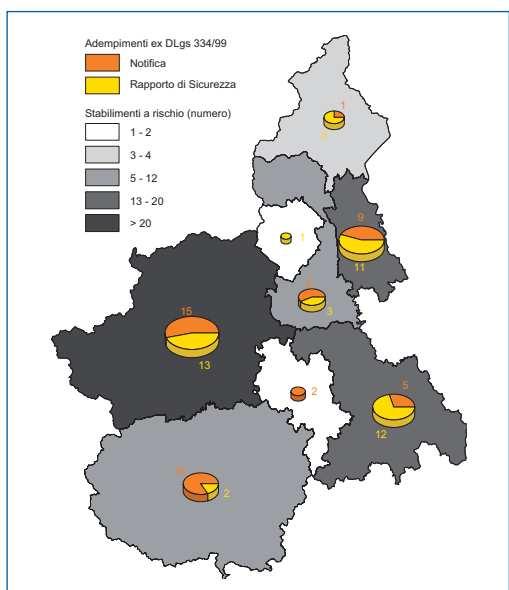 Adempimenti ex DLgs 334/99
Notifica
Rapporto di Sicurezza
Stabilimenti a rischio (numero)
1 - 2
3 - 4
5 - 12
13 - 20
> 20
1
9
1
11
15
3
13
2
5
12
2